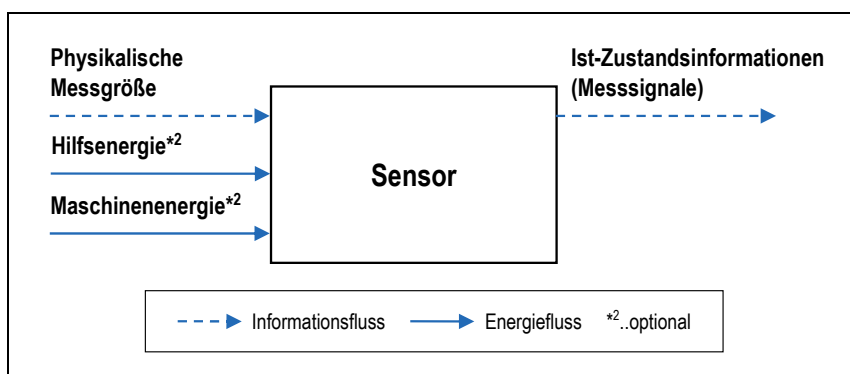 Physikalische
Messgröße
Ist-Zustandsinformationen
(Messsignale)
Hilfsenergie*2
Sensor
Maschinenenergie*2
Informationsfluss Energiefluss *2..optional